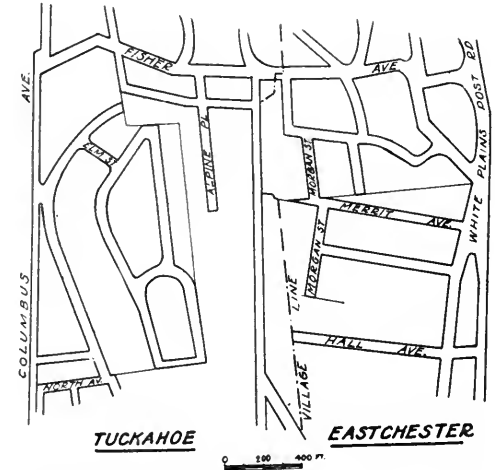 FISHER
AVE
AVE.
COLUMBUS
ELM ST.
ALPINE PL.
MORGAN ST.
MERRIT AVE.
MORGAN ST
WHITE PLAINS POST RD
VILLAGE LINE
HALL AVE.
NORTH AV.
TUCKAHOE
EASTCHESTER
0 200 400 FT.